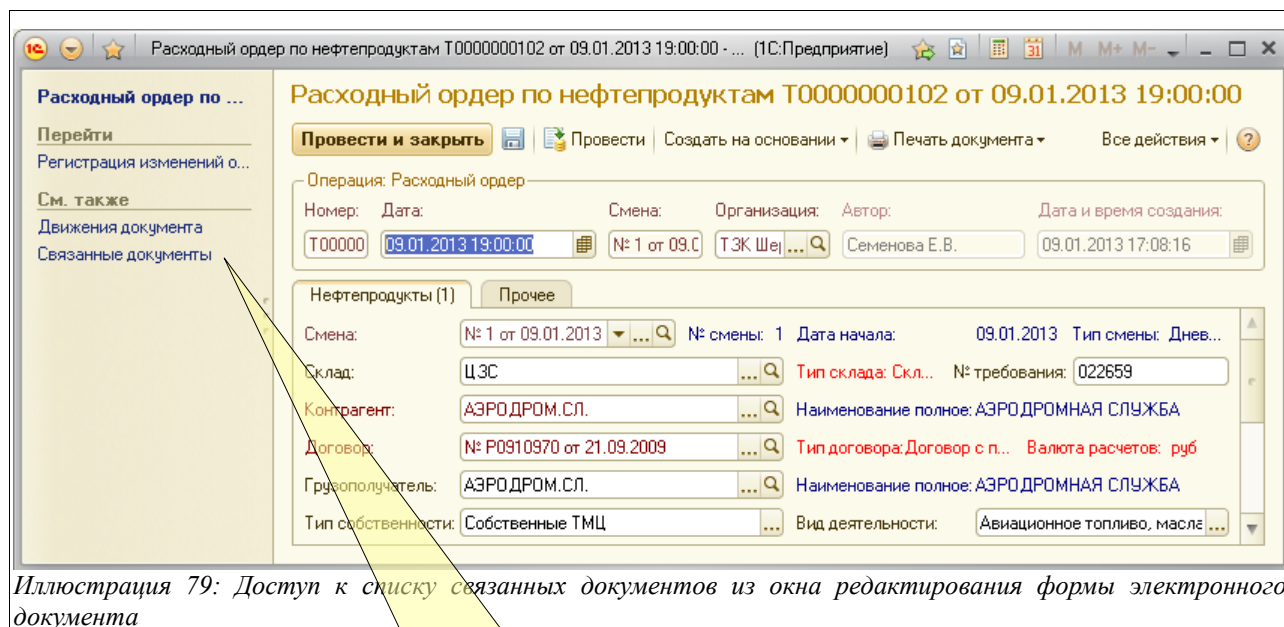 Расходный ордер по нефтепродуктам Т0000000102 от 09.01.2013 19:00:00 - ... (1С:Предприятие) M M+ M-
Расходный ордер по ...
Перейти
Регистрация изменений о...
См. также
Движения документа
Связанные документы
Расходный ордер по нефтепродуктам Т0000000102 от 09.01.2013 19:00:00
Провести и закрыть Провести Создать на основании Печать документа Все действия
Операция: Расходный ордер
Номер: Дата: Смена: Организация: Автор: Дата и время создания:
Т00000 09.01.2013 19:00:00 № 1 от 09.0 ТЗК Шер ... Семенова Е.В. 09.01.2013 17:08:16
Нефтепродукты (1) Прочее
Смена: № 1 от 09.01.2013 ... № смены: 1 Дата начала: 09.01.2013 Тип смены: Днев...
Склад: ЦЗС ... Тип склада: Скл... № требования: 022659
Контрагент: АЭРОДРОМ.СЛ. ... Наименование полное: АЭРОДРОМНАЯ СЛУЖБА
Договор: № Р0910970 от 21.09.2009 ... Тип договора: Договор с п... Валюта расчетов: руб
Грузополучатель: АЭРОДРОМ.СЛ. ... Наименование полное: АЭРОДРОМНАЯ СЛУЖБА
Тип собственности: Собственные ТМЦ ... Вид деятельности: Авиационное топливо, масла ...
Иллюстрация 79: Доступ к списку связанных документов из окна редактирования формы электронного
документа